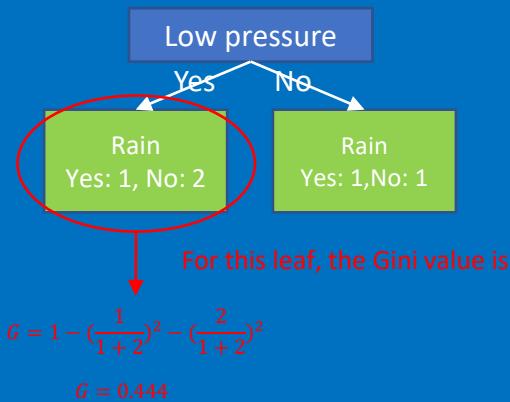 Low pressure
Yes No
Rain
Yes: 1, No: 2
Rain
Yes: 1,No: 1
For this leaf, the Gini value is
G = 1 − (1/(1 + 2))² − (2/(1 + 2))²
G = 0.444